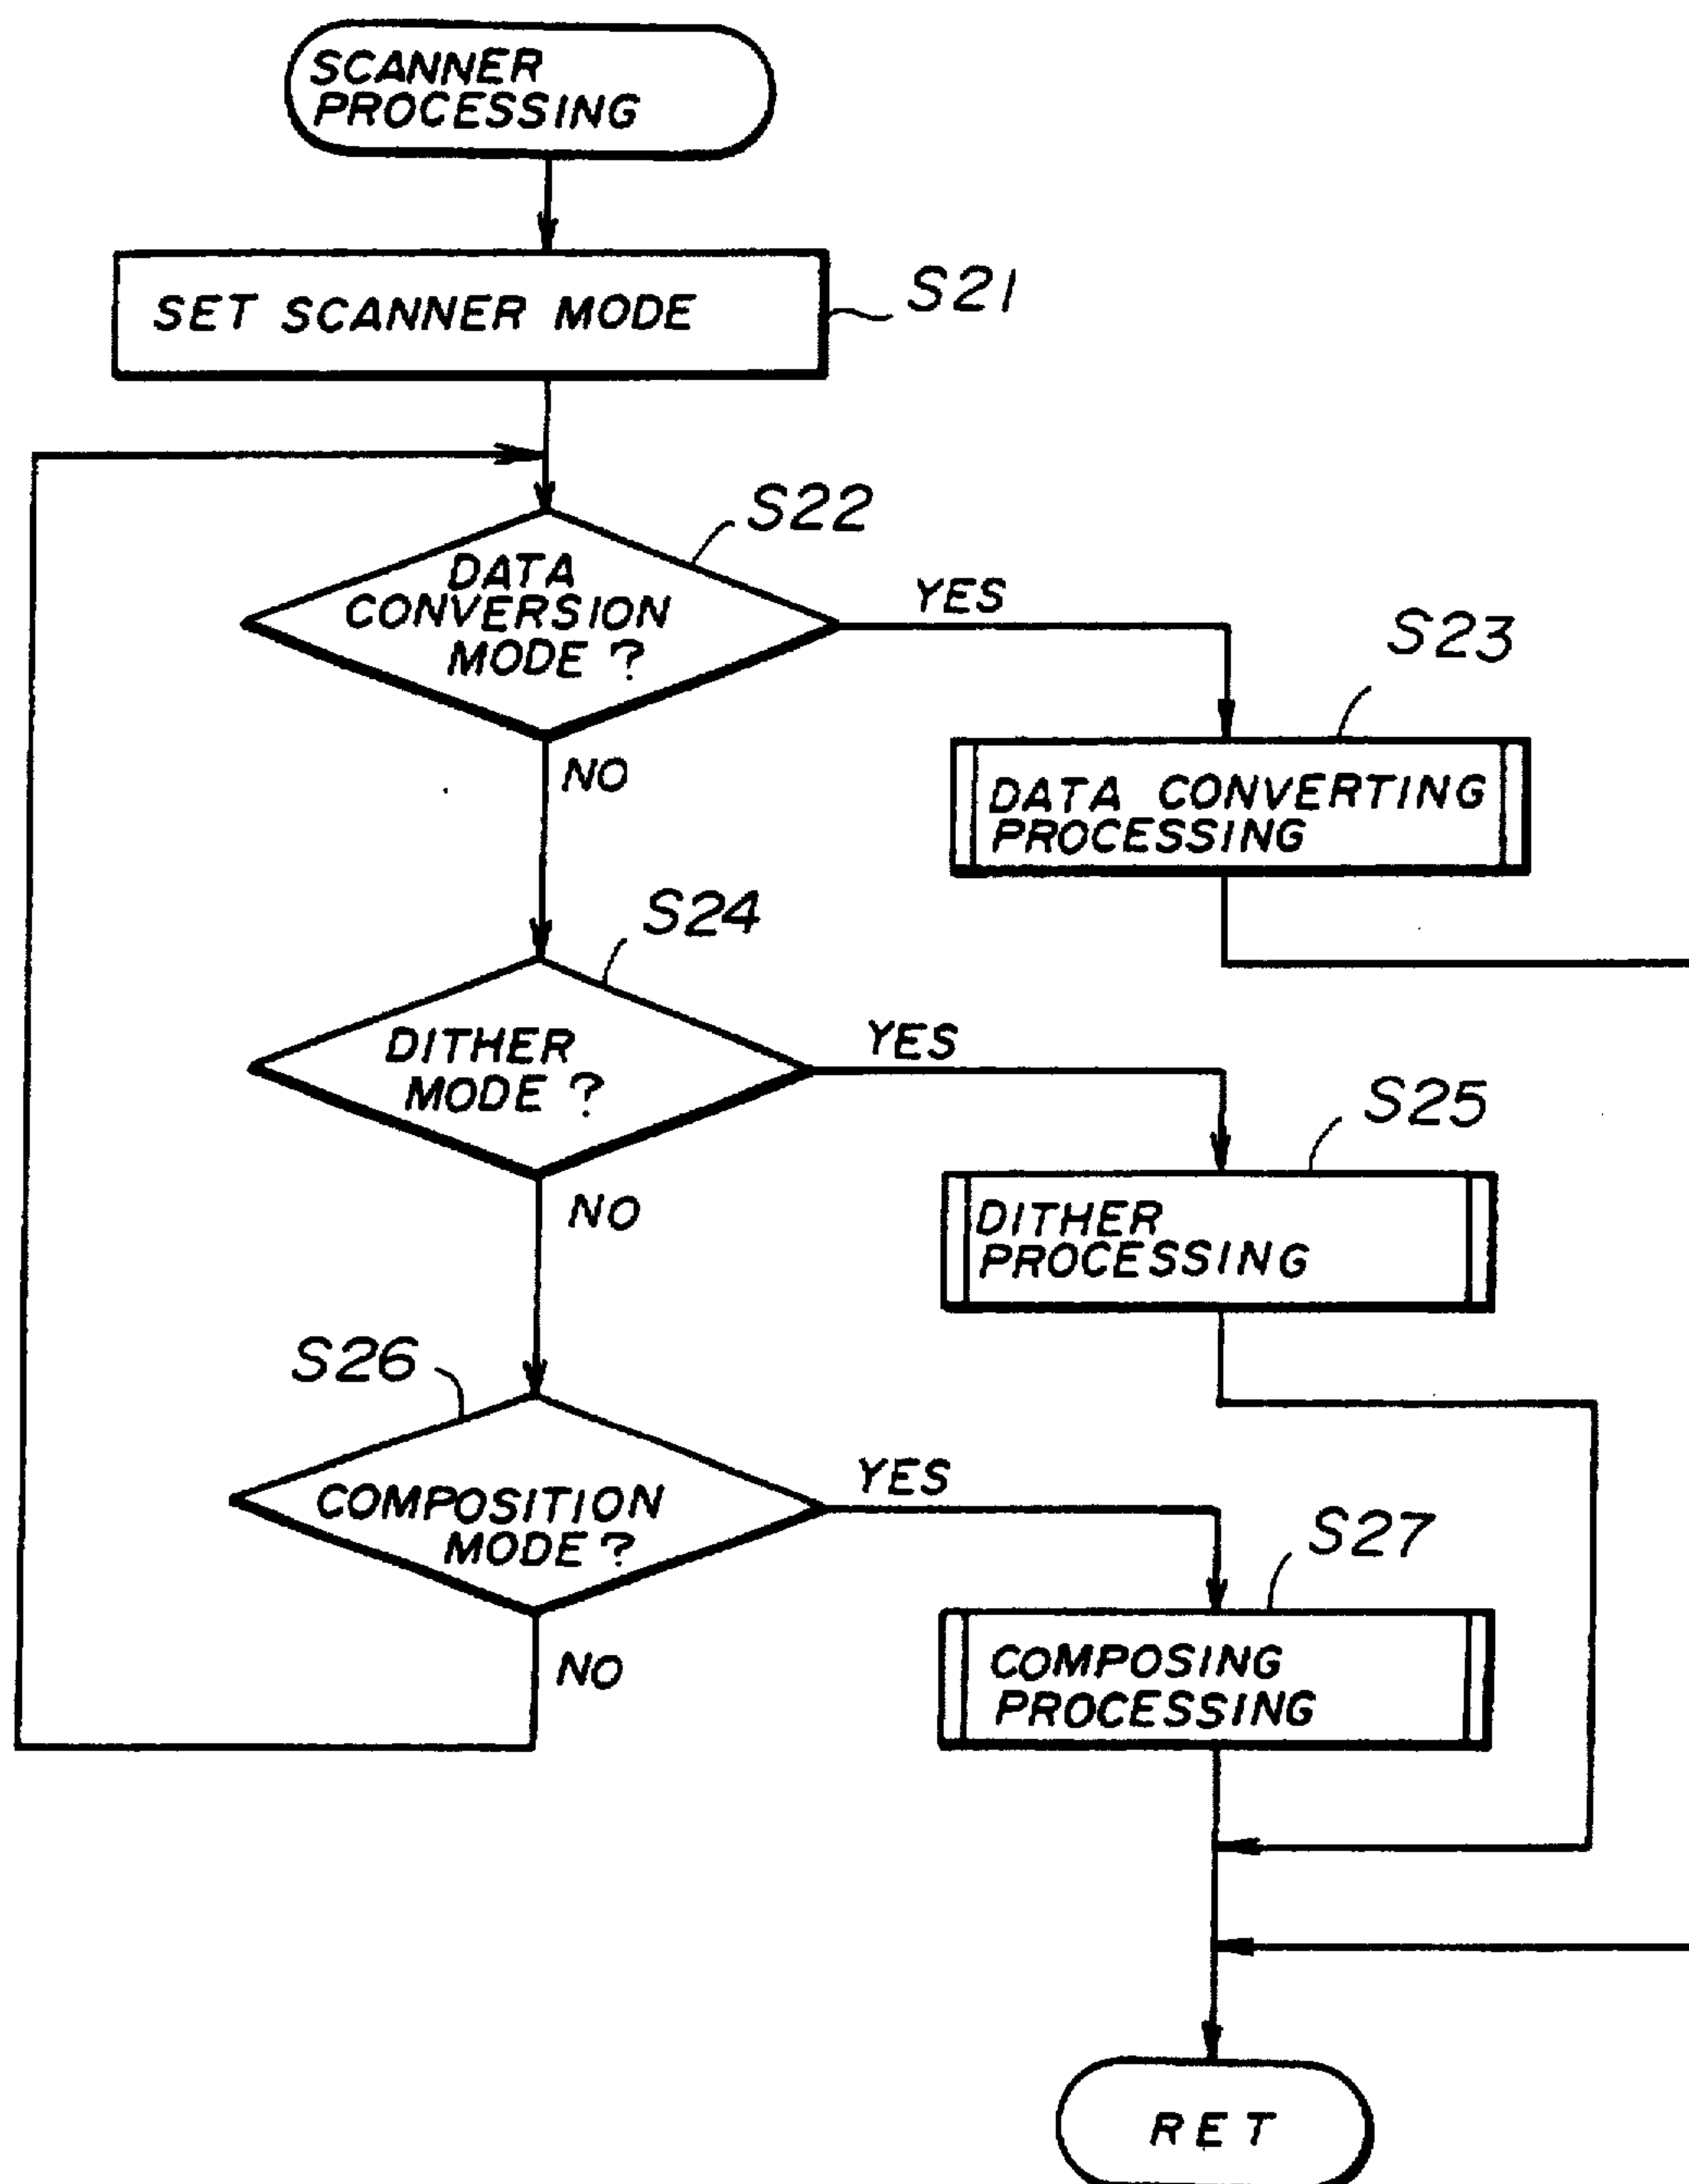 SCANNER
PROCESSING
SET SCANNER MODE
S21
S22
DATA
CONVERSION
MODE ?
YES
NO
S23
DATA CONVERTING
PROCESSING
S24
DITHER
MODE ?
YES
NO
S25
DITHER
PROCESSING
S26
COMPOSITION
MODE ?
YES
NO
S27
COMPOSING
PROCESSING
RET